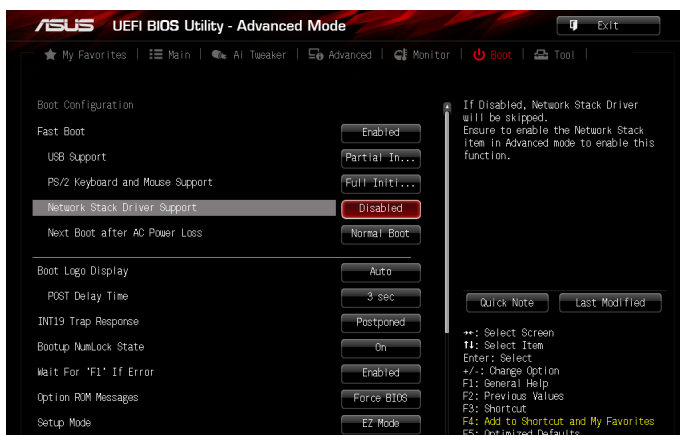 ASUS UEFI BIOS Utility - Advanced Mode
Exit
My Favorites | Main | Ai Tweaker | Advanced | Monitor | Boot | Tool |
Boot Configuration
Fast Boot Enabled
USB Support Partial In...
PS/2 Keyboard and Mouse Support Full Initi...
Network Stack Driver Support Disabled
Next Boot after AC Power Loss Normal Boot
Boot Logo Display Auto
POST Delay Time 3 sec
INT19 Trap Response Postponed
Bootup NumLock State On
Wait For 'F1' If Error Enabled
Option ROM Messages Force BIOS
Setup Mode EZ Mode
If Disabled, Network Stack Driver
will be skipped.
Ensure to enable the Network Stack
item in Advanced mode to enable this
function.
Quick Note Last Modified
→←: Select Screen
↑↓: Select Item
Enter: Select
+/-: Change Option
F1: General Help
F2: Previous Values
F3: Shortcut
F4: Add to Shortcut and My Favorites
F5: Optimized Defaults